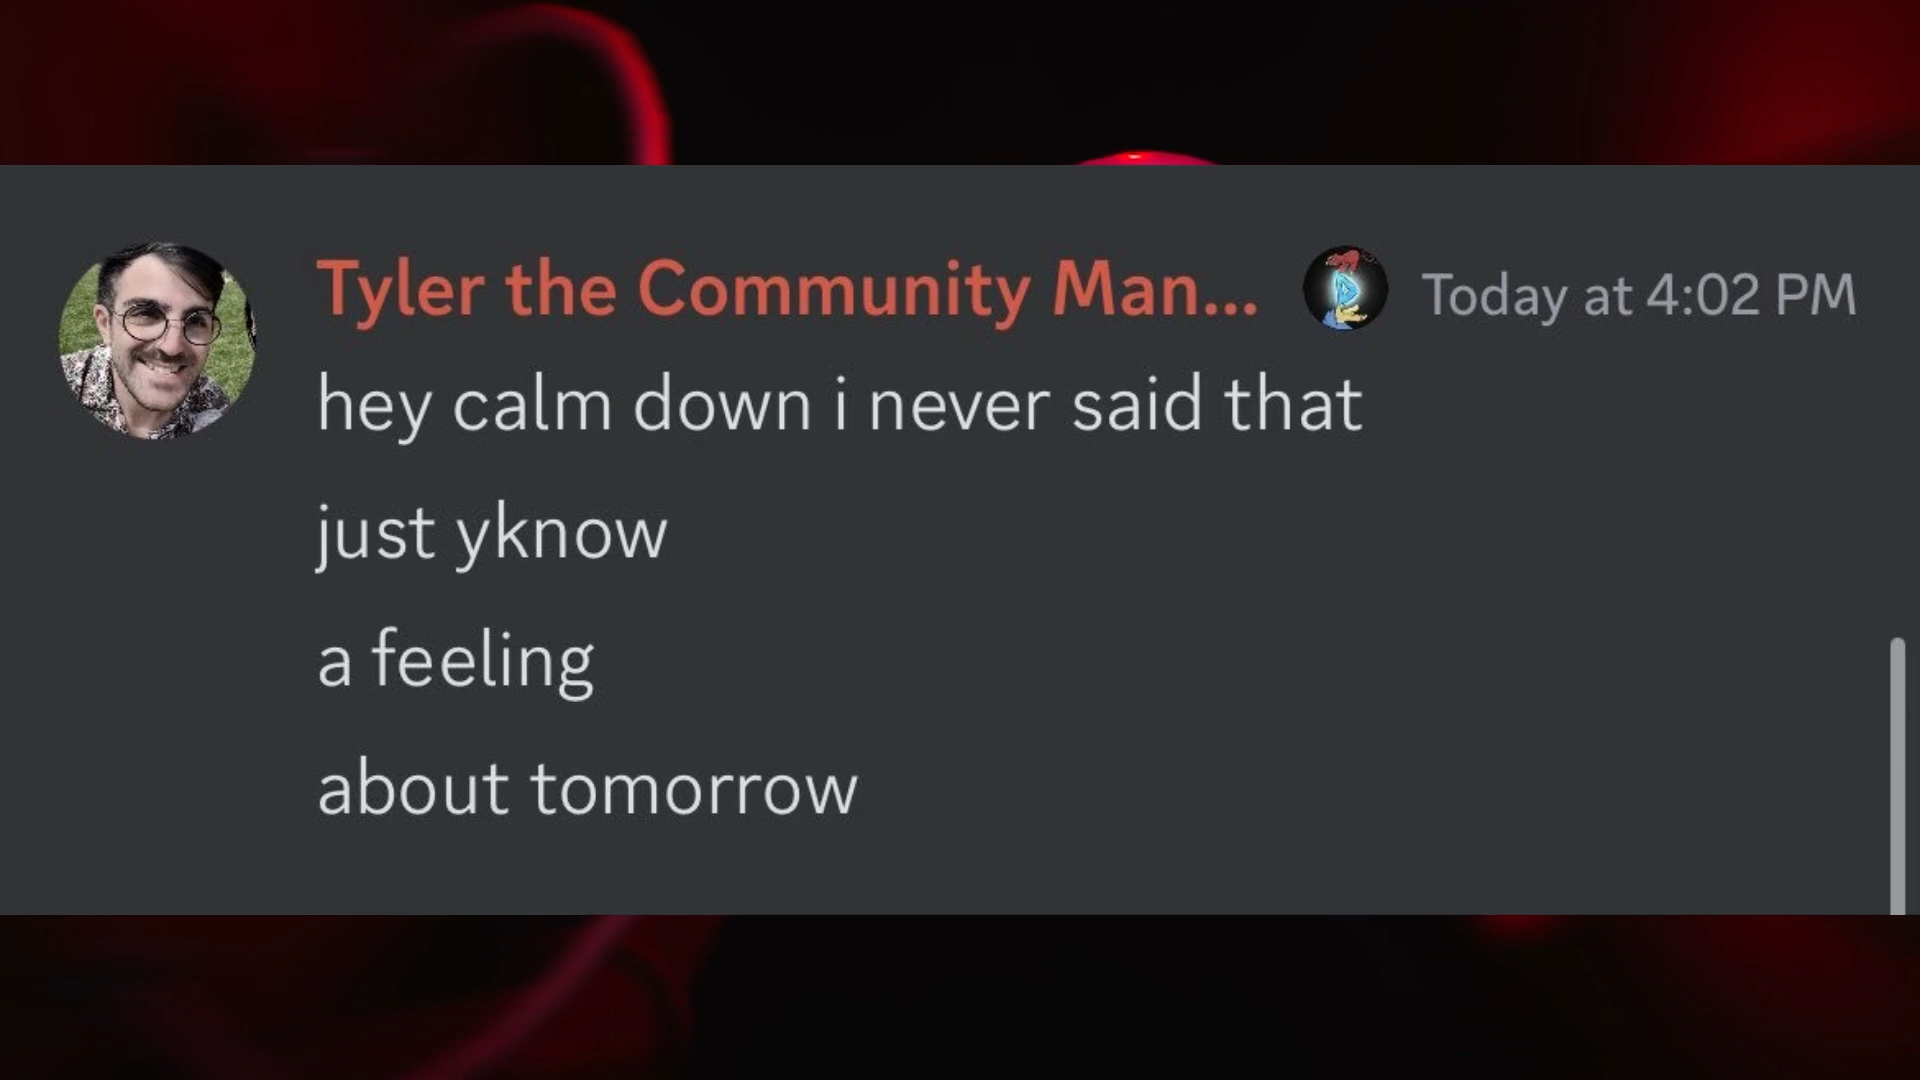 Tyler the Community Man... Today at 4:02 PM
hey calm down i never said that
just yknow
a feeling
about tomorrow